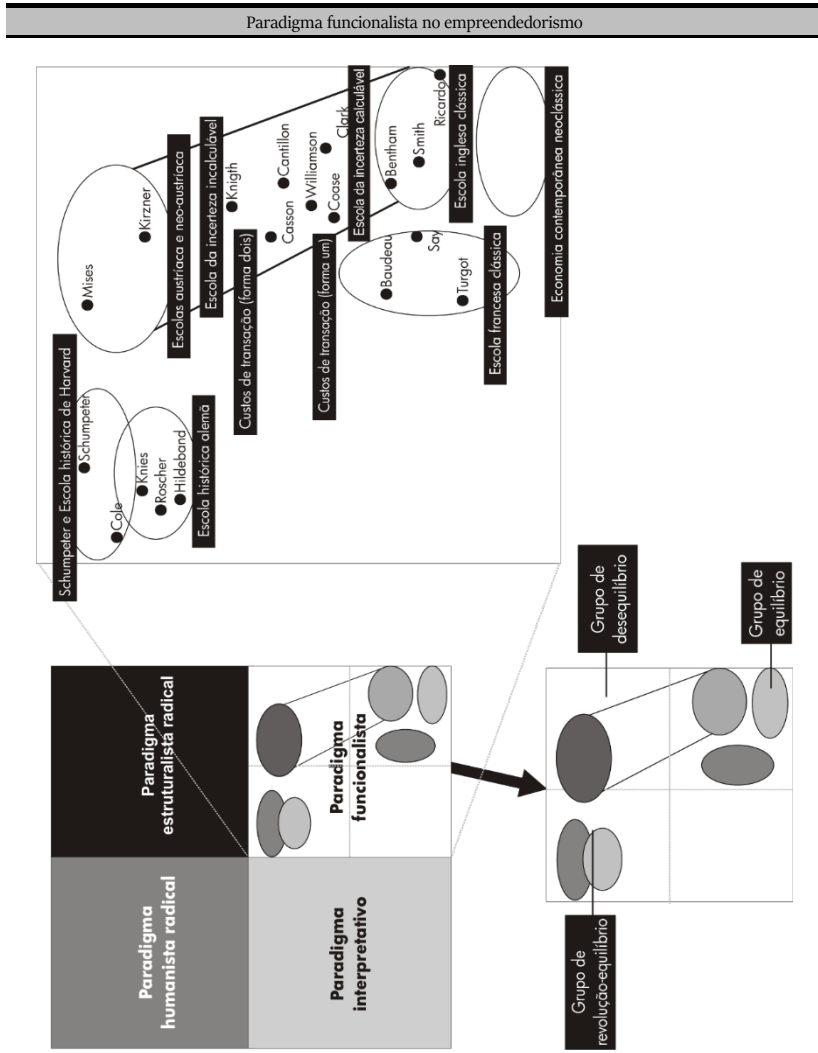 Paradigma funcionalista no empreendedorismo
Schumpeter e Escola histórica de Harvard
Schumpeter
Cole
Knies
Roscher
Hildeband
Escola histórica alemã
Mises
Kirzner
Escolas austríaca e neo-austríaca
Escola da incerteza incalculável
Knigth
Custos de transação (forma dois)
Casson
Cantillon
Williamson
Coase
Clark
Custos de transação (forma um)
Escola da incerteza calculável
Bentham
Smith
Ricardo
Escola inglesa clássica
Baudeau
Say
Turgot
Escola francesa clássica
Economia contemporânea neoclássica
Paradigma
estruturalista radical
Paradigma
funcionalista
Paradigma
humanista radical
Paradigma
interpretativo
Grupo de
desequilíbrio
Grupo de
equilíbrio
Grupo de
revolução-equilíbrio